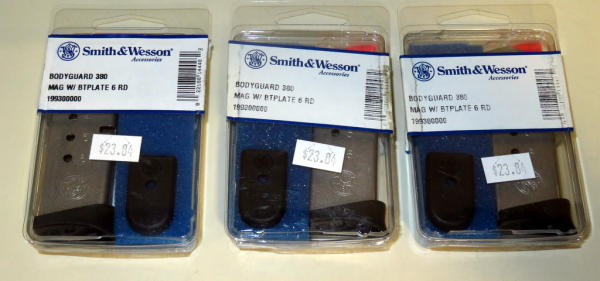 Smith&Wesson
Accessories
BODYGUARD 380
MAG W/ BTPLATE 6 RD
199300000
$23.84
Smith&Wesson
Accessories
BODYGUARD 380
MAG W/ BTPLATE 6 RD
199300000
$23.84
Smith&Wesson
Accessories
BODYGUARD 380
MAG W/ BTPLATE 6 RD
199300000
$23.84